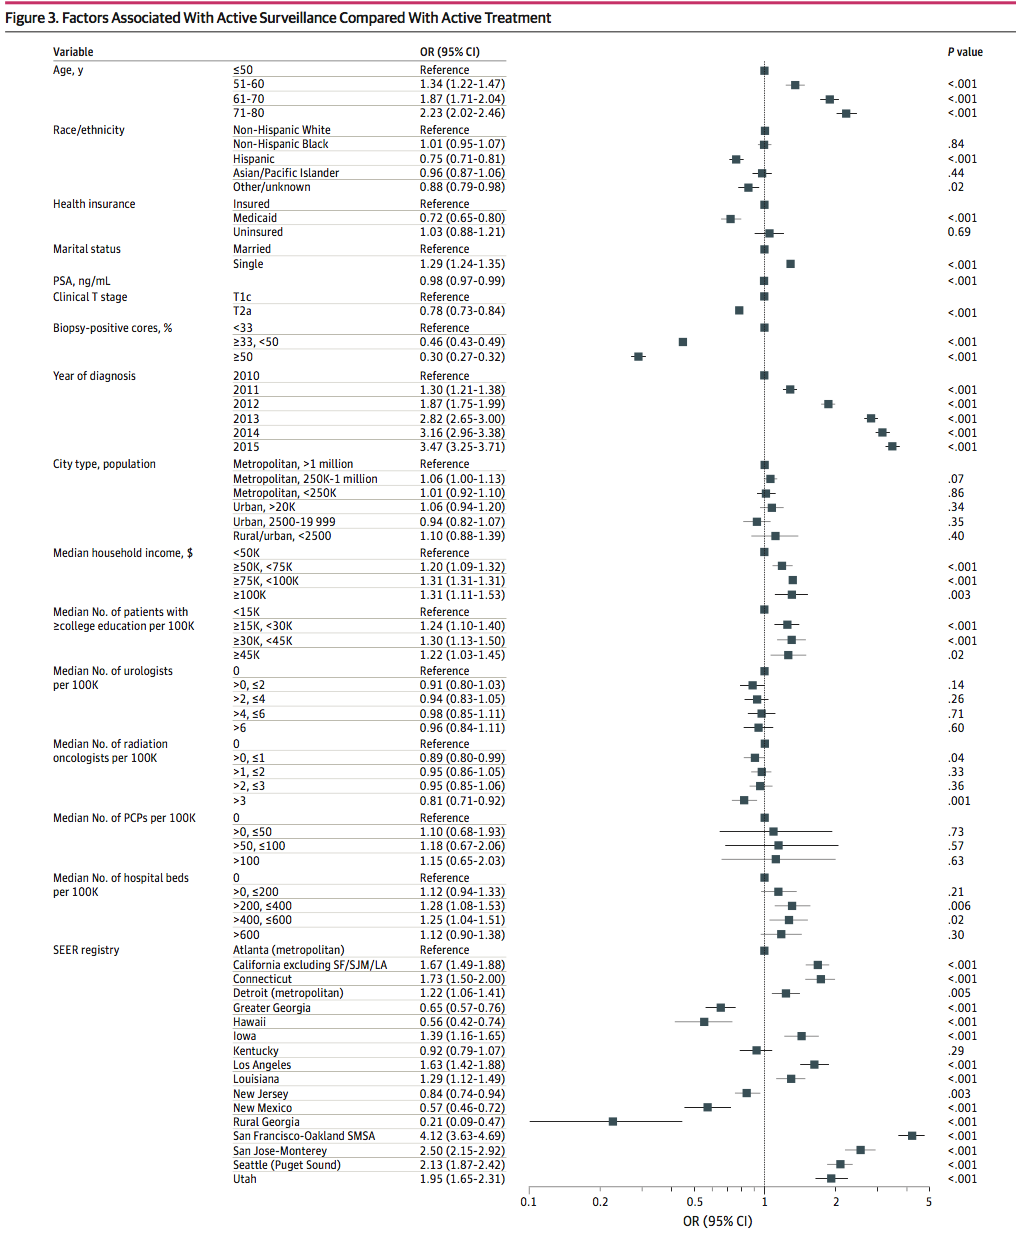 Figure 3. Factors Associated With Active Surveillance Compared With Active Treatment
Variable OR (95% CI) P value
Age, y ≤50 Reference
51-60 1.34 (1.22-1.47) <.001
61-70 1.87 (1.71-2.04) <.001
71-80 2.23 (2.02-2.46) <.001
Race/ethnicity Non-Hispanic White Reference
Non-Hispanic Black 1.01 (0.95-1.07) .84
Hispanic 0.75 (0.71-0.81) <.001
Asian/Pacific Islander 0.96 (0.87-1.06) .44
Other/unknown 0.88 (0.79-0.98) .02
Health insurance Insured Reference
Medicaid 0.72 (0.65-0.80) <.001
Uninsured 1.03 (0.88-1.21) 0.69
Marital status Married Reference
Single 1.29 (1.24-1.35) <.001
PSA, ng/mL 0.98 (0.97-0.99) <.001
Clinical T stage T1c Reference
T2a 0.78 (0.73-0.84) <.001
Biopsy-positive cores, % <33 Reference
≥33, <50 0.46 (0.43-0.49) <.001
≥50 0.30 (0.27-0.32) <.001
Year of diagnosis 2010 Reference
2011 1.30 (1.21-1.38) <.001
2012 1.87 (1.75-1.99) <.001
2013 2.82 (2.65-3.00) <.001
2014 3.16 (2.96-3.38) <.001
2015 3.47 (3.25-3.71) <.001
City type, population Metropolitan, >1 million Reference
Metropolitan, 250K-1 million 1.06 (1.00-1.13) .07
Metropolitan, <250K 1.01 (0.92-1.10) .86
Urban, >20K 1.06 (0.94-1.20) .34
Urban, 2500-19 999 0.94 (0.82-1.07) .35
Rural/urban, <2500 1.10 (0.88-1.39) .40
Median household income, $ <50K Reference
≥50K, <75K 1.20 (1.09-1.32) <.001
≥75K, <100K 1.31 (1.31-1.31) <.001
≥100K 1.31 (1.11-1.53) .003
Median No. of patients with <15K Reference
≥college education per 100K ≥15K, <30K 1.24 (1.10-1.40) <.001
≥30K, <45K 1.30 (1.13-1.50) <.001
≥45K 1.22 (1.03-1.45) .02
Median No. of urologists 0 Reference
per 100K >0, ≤2 0.91 (0.80-1.03) .14
>2, ≤4 0.94 (0.83-1.05) .26
>4, ≤6 0.98 (0.85-1.11) .71
>6 0.96 (0.84-1.11) .60
Median No. of radiation 0 Reference
oncologists per 100K >0, ≤1 0.89 (0.80-0.99) .04
>1, ≤2 0.95 (0.86-1.05) .33
>2, ≤3 0.95 (0.85-1.06) .36
>3 0.81 (0.71-0.92) .001
Median No. of PCPs per 100K 0 Reference
>0, ≤50 1.10 (0.68-1.93) .73
>50, ≤100 1.18 (0.67-2.06) .57
>100 1.15 (0.65-2.03) .63
Median No. of hospital beds 0 Reference
per 100K >0, ≤200 1.12 (0.94-1.33) .21
>200, ≤400 1.28 (1.08-1.53) .006
>400, ≤600 1.25 (1.04-1.51) .02
>600 1.12 (0.90-1.38) .30
SEER registry Atlanta (metropolitan) Reference
California excluding SF/SJM/LA 1.67 (1.49-1.88) <.001
Connecticut 1.73 (1.50-2.00) <.001
Detroit (metropolitan) 1.22 (1.06-1.41) .005
Greater Georgia 0.65 (0.57-0.76) <.001
Hawaii 0.56 (0.42-0.74) <.001
Iowa 1.39 (1.16-1.65) <.001
Kentucky 0.92 (0.79-1.07) .29
Los Angeles 1.63 (1.42-1.88) <.001
Louisiana 1.29 (1.12-1.49) <.001
New Jersey 0.84 (0.74-0.94) .003
New Mexico 0.57 (0.46-0.72) <.001
Rural Georgia 0.21 (0.09-0.47) <.001
San Francisco-Oakland SMSA 4.12 (3.63-4.69) <.001
San Jose-Monterey 2.50 (2.15-2.92) <.001
Seattle (Puget Sound) 2.13 (1.87-2.42) <.001
Utah 1.95 (1.65-2.31) <.001
0.1 0.2 0.5 1 2 5
OR (95% CI)